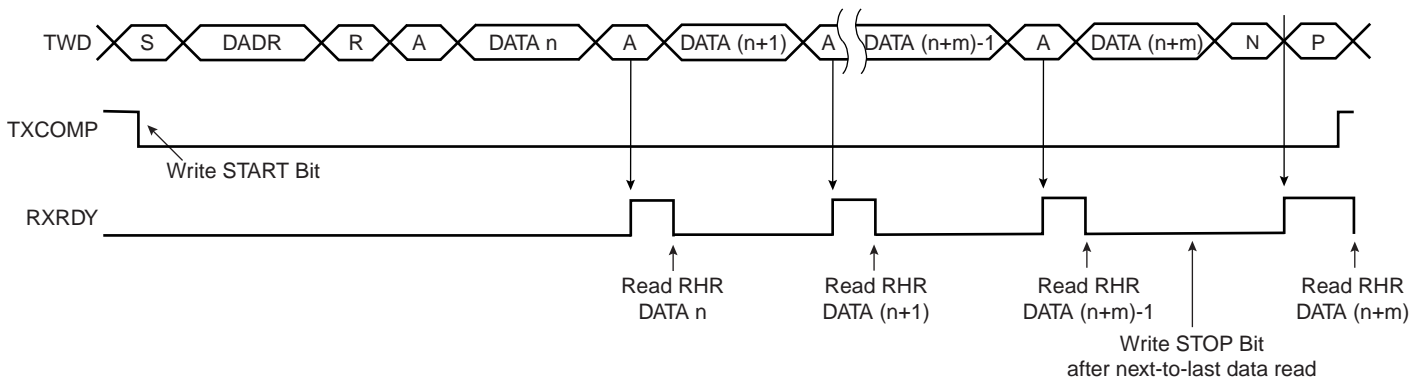 TWD S DADR R A DATA n A DATA (n+1) A DATA (n+m)-1 A DATA (n+m) N P
TXCOMP
Write START Bit
RXRDY
Read RHR
DATA n
Read RHR
DATA (n+1)
Read RHR
DATA (n+m)-1
Read RHR
DATA (n+m)
Write STOP Bit
after next-to-last data read